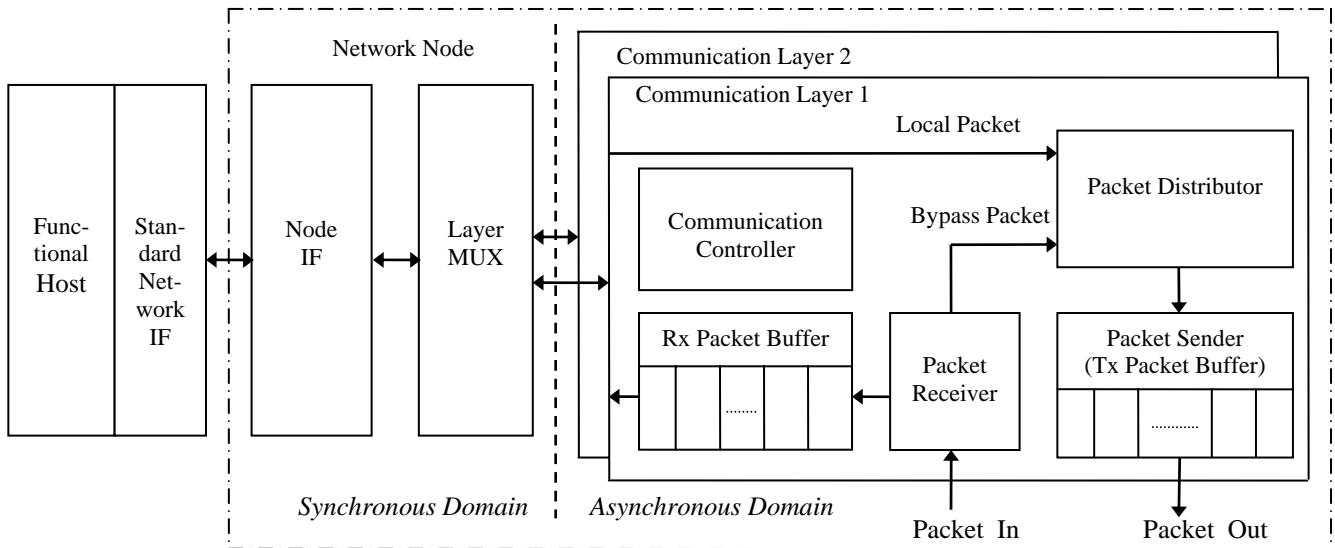 Network Node
Communication Layer 2
Communication Layer 1
Local Packet
Packet Distributor
Bypass Packet
Communication
Controller
Func-
tional
Host
Stan-
dard
Net-
work
IF
Node
IF
Layer
MUX
Rx Packet Buffer
........
Packet
Receiver
Packet Sender
(Tx Packet Buffer)
............
Synchronous Domain
Asynchronous Domain
Packet In
Packet Out